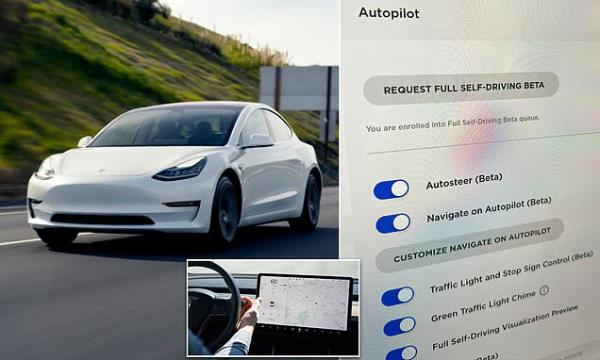 Autopilot
REQUEST FULL SELF-DRIVING BETA
You are enrolled into Full Self-Driving Beta queue.
Autosteer (Beta)
Navigate on Autopilot (Beta)
CUSTOMIZE NAVIGATE ON AUTOPILOT
Traffic Light and Stop Sign Control (Beta)
Green Traffic Light Chime
Full Self-Driving Visualization Preview
(Beta)
60